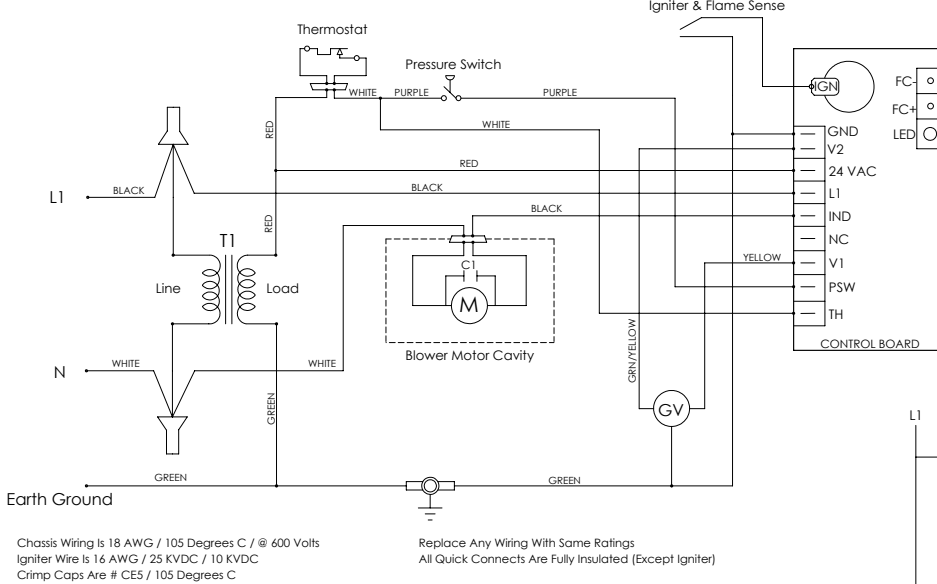 Igniter & Flame Sense
Thermostat
Pressure Switch
WHITE
PURPLE
PURPLE
WHITE
RED
RED
BLACK
L1
BLACK
BLACK
RED
T1
Line
Load
C1
M
Blower Motor Cavity
N
WHITE
WHITE
GREEN
GREEN
Earth Ground
GREEN
YELLOW
GRN/YELLOW
GV
IGN
FC-
FC+
LED
GND
V2
24 VAC
L1
IND
NC
V1
PSW
TH
CONTROL BOARD
L1
Chassis Wiring Is 18 AWG / 105 Degrees C / @ 600 Volts
Igniter Wire Is 16 AWG / 25 KVDC / 10 KVDC
Crimp Caps Are # CE5 / 105 Degrees C
Replace Any Wiring With Same Ratings
All Quick Connects Are Fully Insulated (Except Igniter)